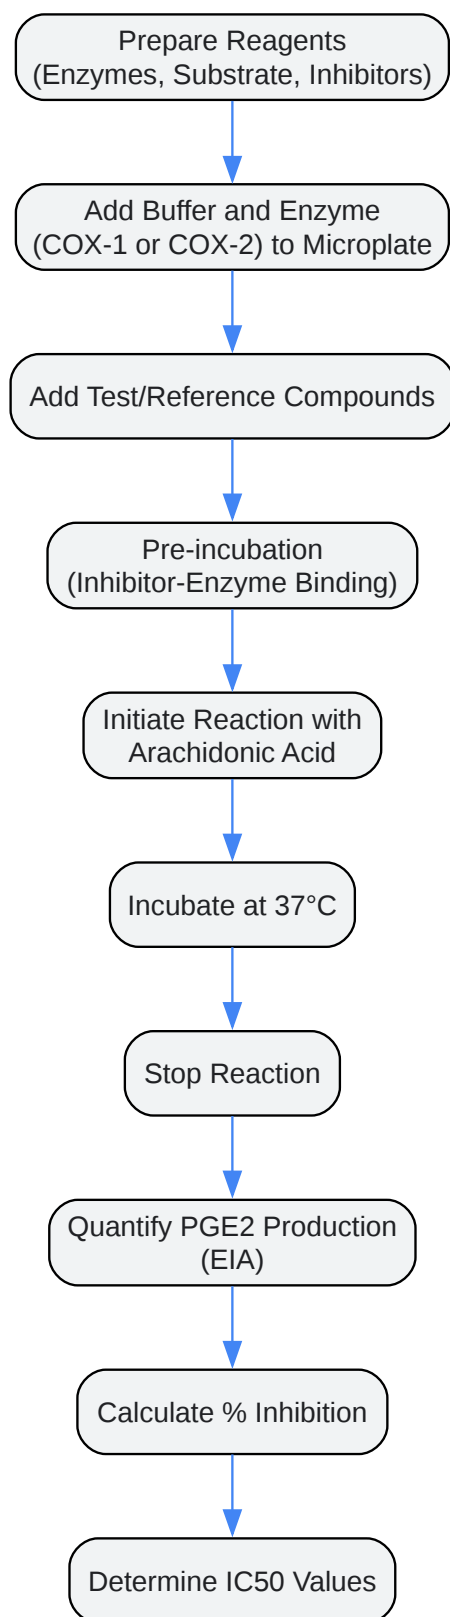 Prepare Reagents
(Enzymes, Substrate, Inhibitors)
Add Buffer and Enzyme
(COX-1 or COX-2) to Microplate
Add Test/Reference Compounds
Pre-incubation
(Inhibitor-Enzyme Binding)
Initiate Reaction with
Arachidonic Acid
Incubate at 37°C
Stop Reaction
Quantify PGE2 Production
(EIA)
Calculate % Inhibition
Determine IC50 Values